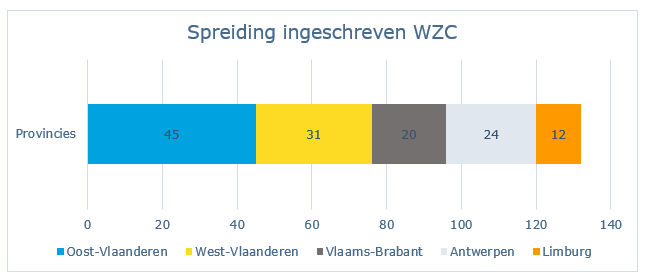 Spreiding ingeschreven WZC
Provincies
45 31 20 24 12
0 20 40 60 80 100 120 140
Oost-Vlaanderen West-Vlaanderen Vlaams-Brabant Antwerpen Limburg